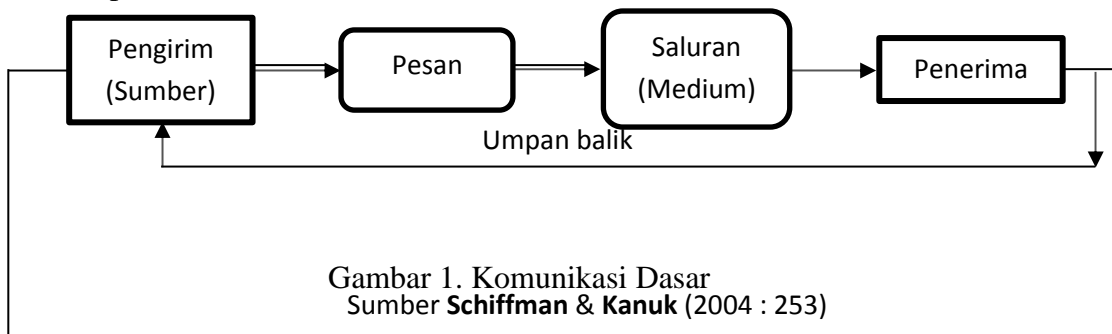 Pengirim
(Sumber)
Pesan
Saluran
(Medium)
Penerima
Umpan balik
Gambar 1. Komunikasi Dasar
Sumber Schiffman & Kanuk (2004 : 253)